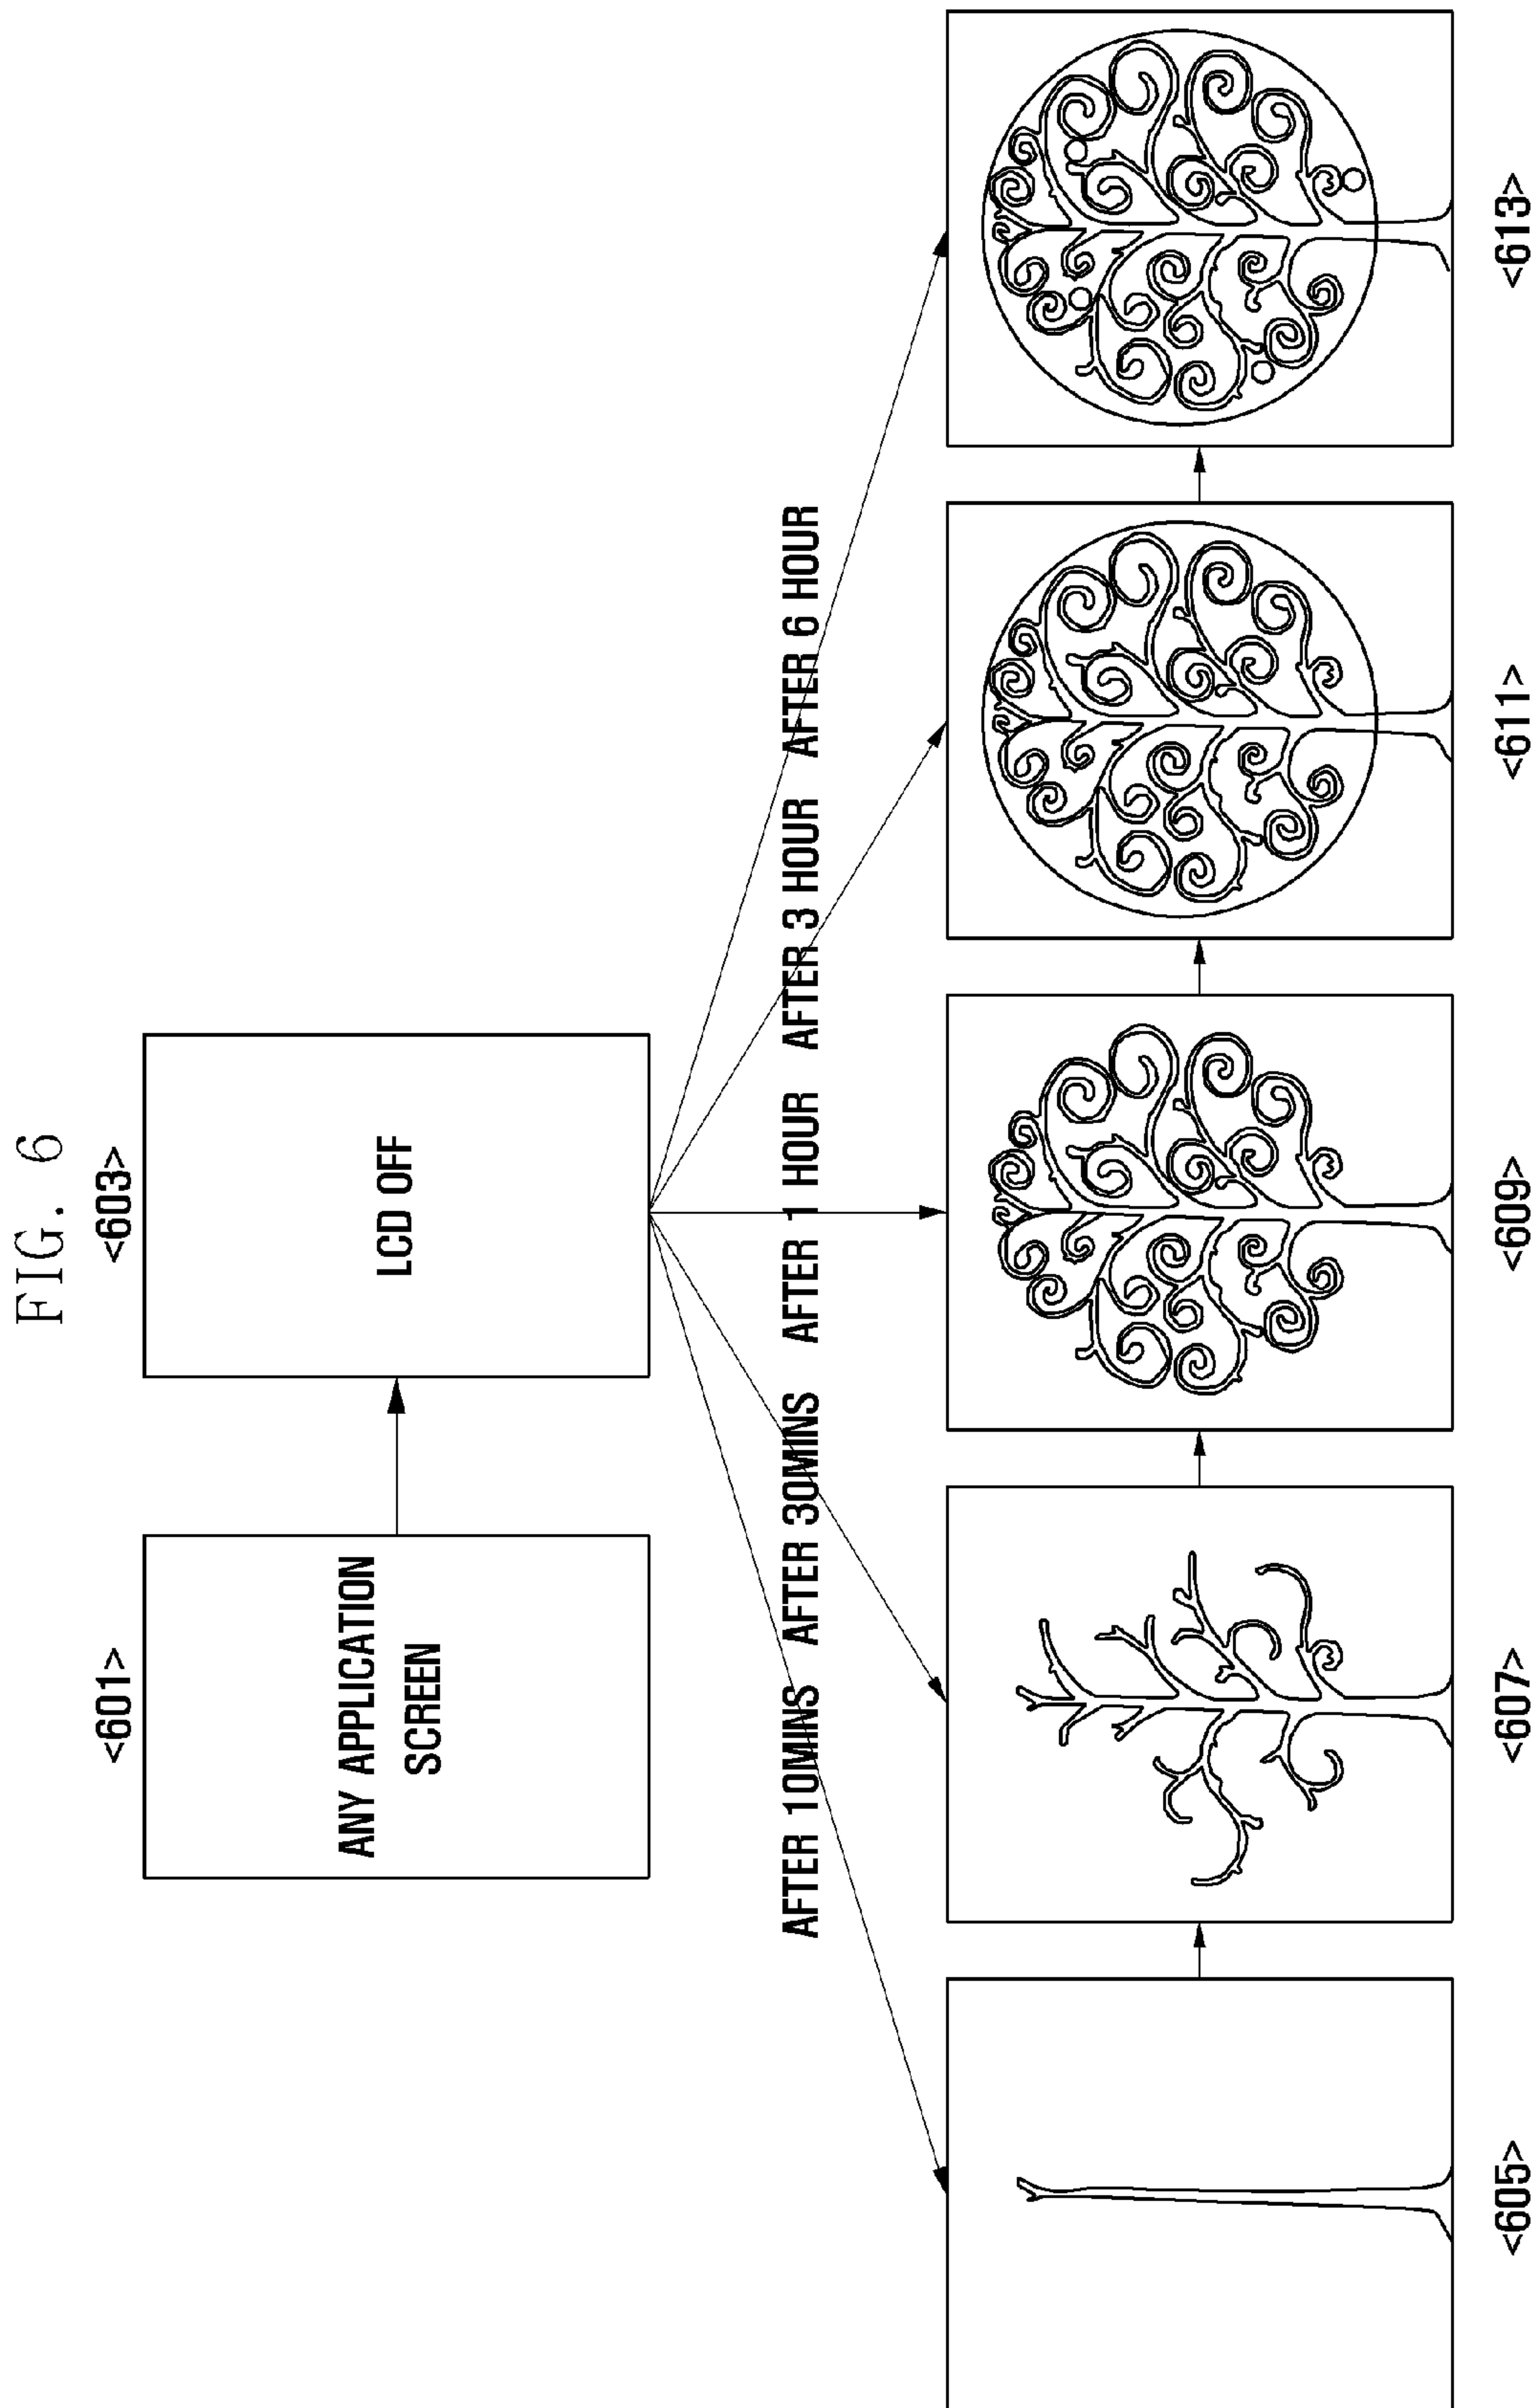 FIG. 6
<601>
<603>
ANY APPLICATION
SCREEN
LCD OFF
AFTER 10MINS
AFTER 30MINS
AFTER 1 HOUR
AFTER 3 HOUR
AFTER 6 HOUR
<605>
<607>
<609>
<611>
<613>